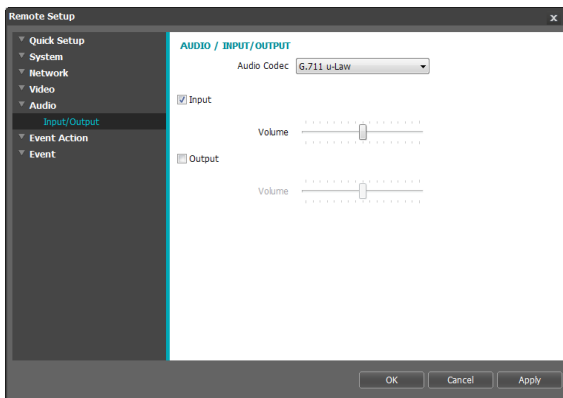 Remote Setup x
Quick Setup
System
Network
Video
Audio
Input/Output
Event Action
Event
AUDIO / INPUT/OUTPUT
Audio Codec G.711 u-Law
Input
Volume
Output
Volume
OK Cancel Apply